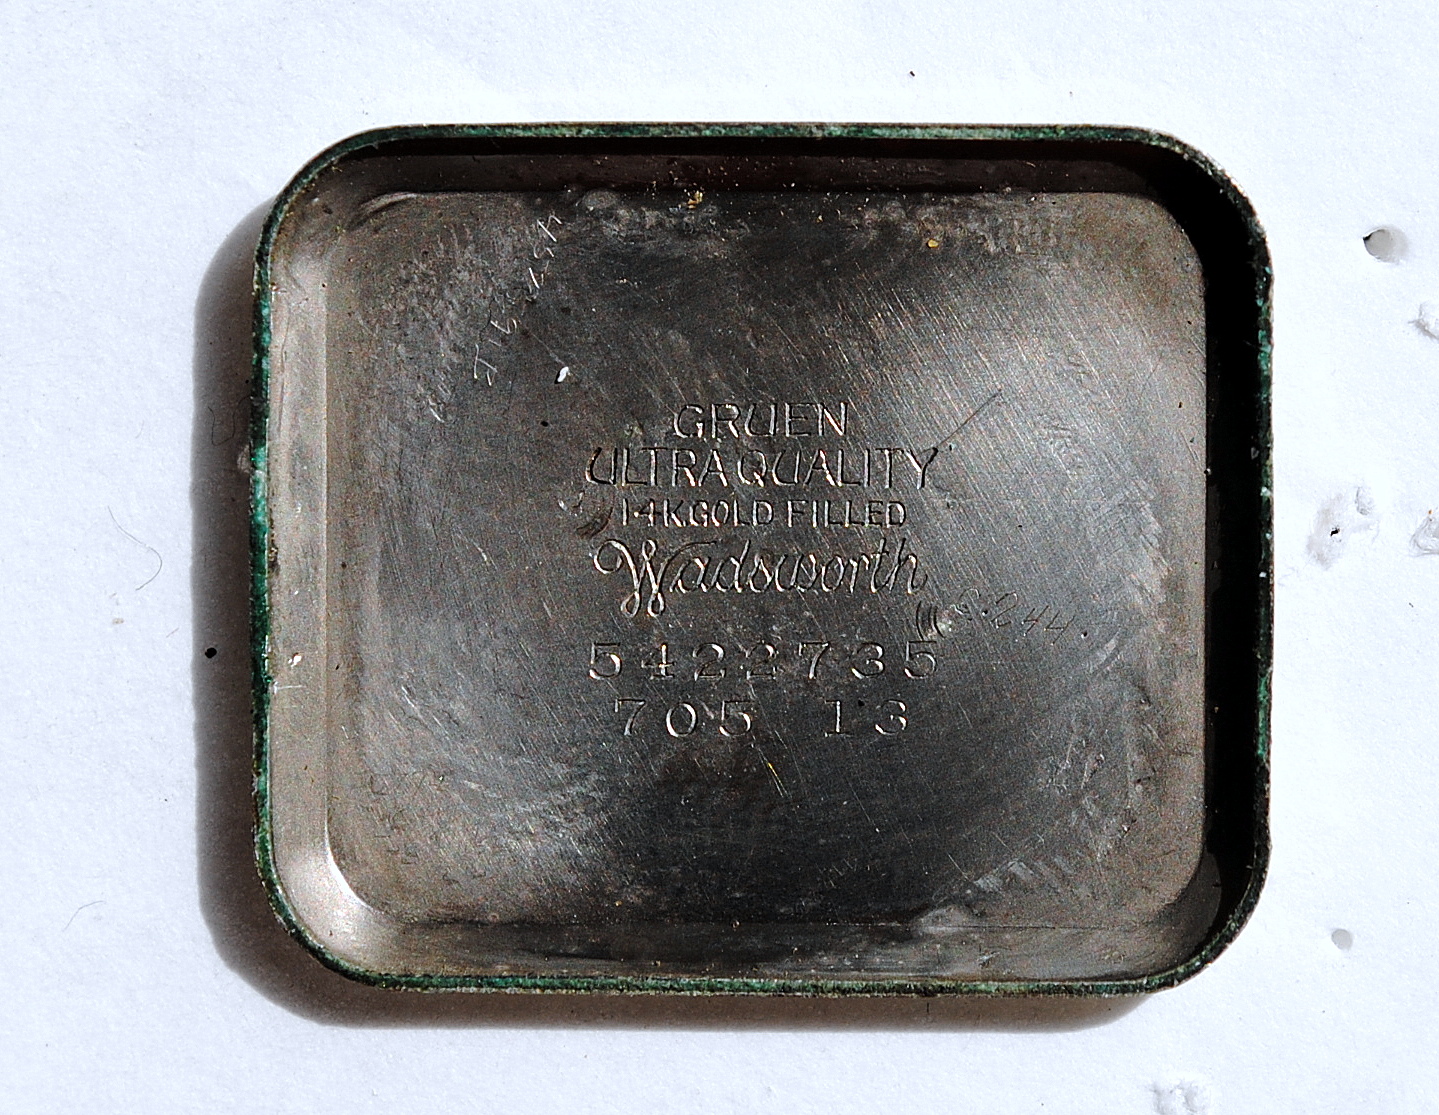 GRUEN
ULTRA QUALITY
14K.GOLD FILLED
Wadsworth
5422735
705 13